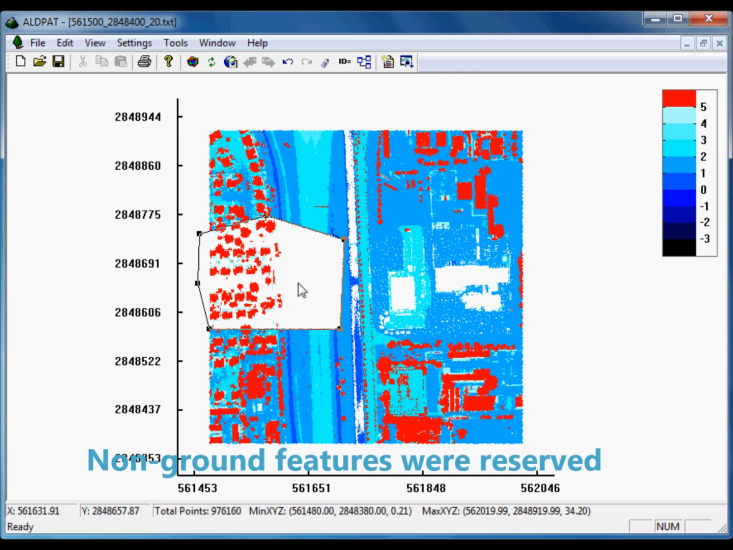 ALDPAT - [561500_2848400_20.txt]
File Edit View Settings Tools Window Help
ID=
2848944
2848860
2848775
2848691
2848606
2848522
2848437
2848353
5
4
3
2
1
0
-1
-2
-3
Non-ground features were reserved
561453 561651 561848 562046
X: 561631.91 Y: 2848657.87 Total Points: 976160 MinXYZ: (561480.00, 2848380.00, 0.21) MaxXYZ: (562019.99, 2848919.99, 34.20)
Ready NUM